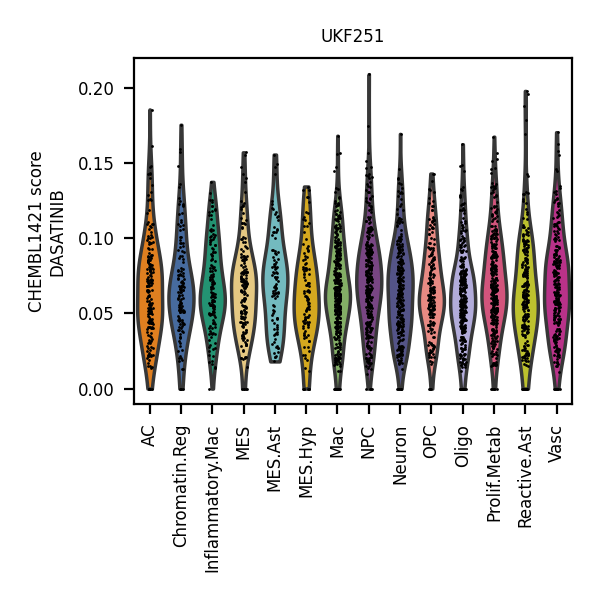 UKF251
CHEMBL1421 score
DASATINIB
0.20
0.15
0.10
0.05
0.00
AC
Chromatin.Reg
Inflammatory.Mac
MES
MES.Ast
MES.Hyp
Mac
NPC
Neuron
OPC
Oligo
Prolif.Metab
Reactive.Ast
Vasc